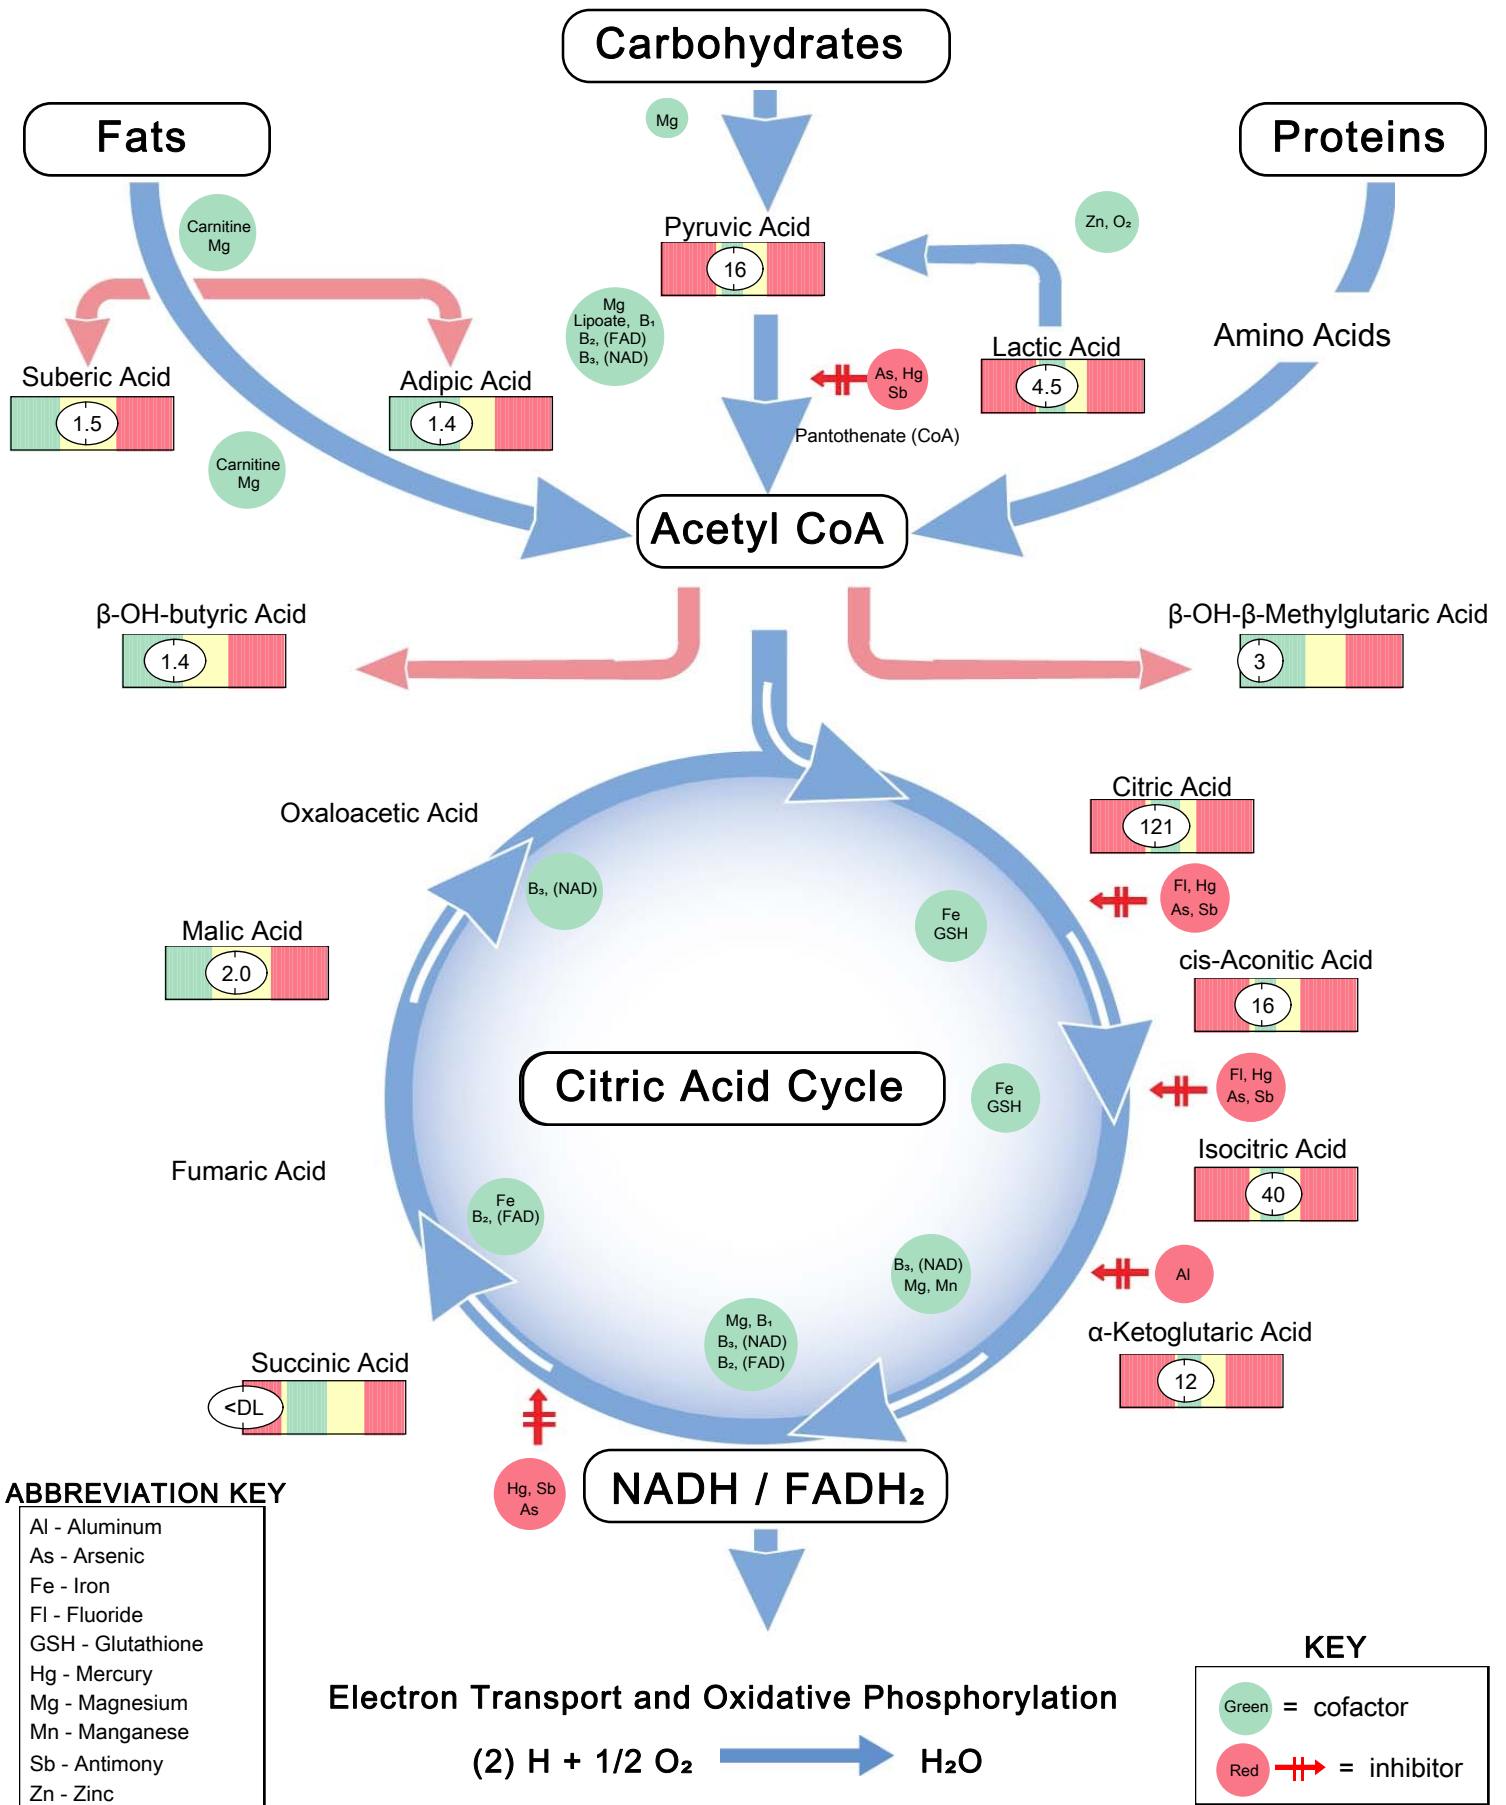 Carbohydrates
Fats
Proteins
Mg
Carnitine
Mg
Zn, O₂
Pyruvic Acid
16
Mg
Lipoate, B₁
B₂, (FAD)
B₃, (NAD)
Amino Acids
Lactic Acid
4.5
As, Hg
Sb
Suberic Acid
1.5
Adipic Acid
1.4
Pantothenate (CoA)
Carnitine
Mg
Acetyl CoA
β-OH-butyric Acid
1.4
β-OH-β-Methylglutaric Acid
3
Oxaloacetic Acid
Citric Acid
121
B₃, (NAD)
Fl, Hg
As, Sb
Fe
GSH
Malic Acid
2.0
cis-Aconitic Acid
16
Citric Acid Cycle
Fe
GSH
Fl, Hg
As, Sb
Isocitric Acid
40
Fumaric Acid
Fe
B₂, (FAD)
B₃, (NAD)
Mg, Mn
Al
Mg, B₁
B₃, (NAD)
B₂, (FAD)
α-Ketoglutaric Acid
12
Succinic Acid
<DL
Hg, Sb
As
NADH / FADH₂
ABBREVIATION KEY
Al - Aluminum
As - Arsenic
Fe - Iron
Fl - Fluoride
GSH - Glutathione
Hg - Mercury
Mg - Magnesium
Mn - Manganese
Sb - Antimony
Zn - Zinc
Electron Transport and Oxidative Phosphorylation
(2) H + 1/2 O₂ H₂O
KEY
Green = cofactor
Red = inhibitor